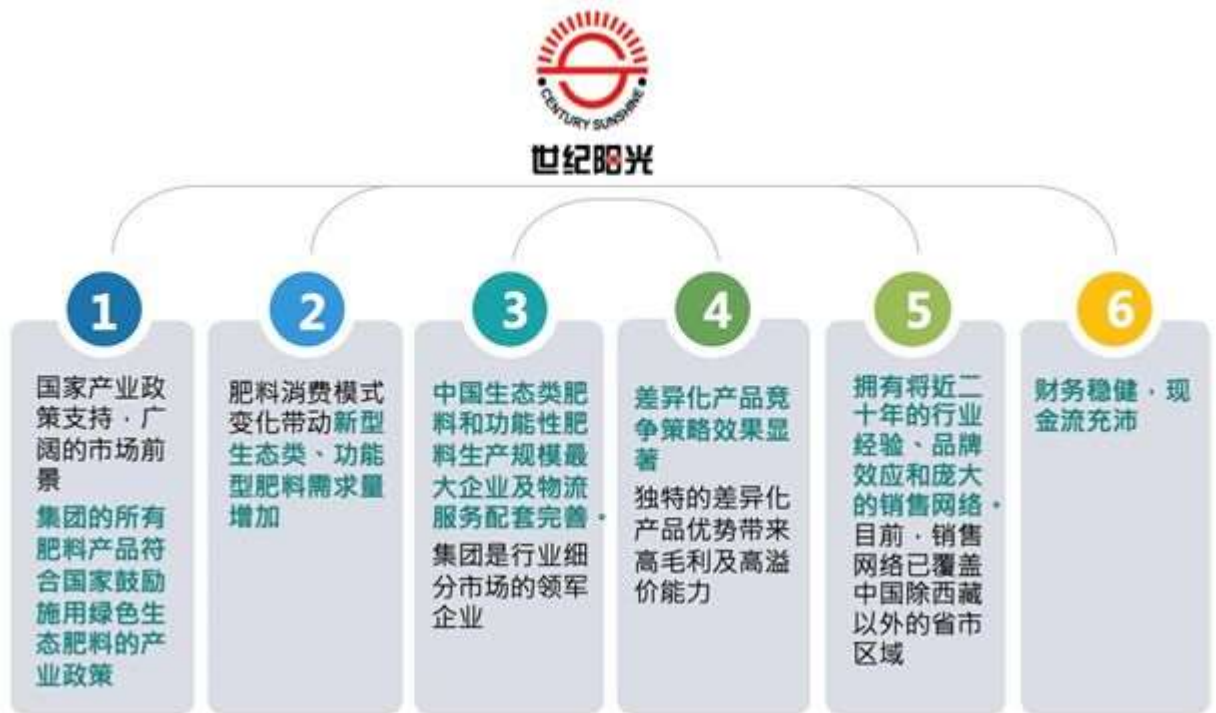 CENTURY SUNSHINE
世纪阳光
1
国家产业政
策支持，广
阔的市场前
景
集团的所有
肥料产品符
合国家鼓励
施用绿色生
态肥料的产
业政策
2
肥料消费模式
变化带动新型
生态类、功能
型肥料需求量
增加
3
中国生态类肥
料和功能性肥
料生产规模最
大企业及物流
服务配套完善。
集团是行业细
分市场的领军
企业
4
差异化产品竞
争策略效果显
著
独特的差异化
产品优势带来
高毛利及高溢
价能力
5
拥有将近二
十年的行业
经验、品牌
效应和庞大
的销售网络。
目前，销售
网络已覆盖
中国除西藏
以外的省市
区域
6
财务稳健，现
金流充沛